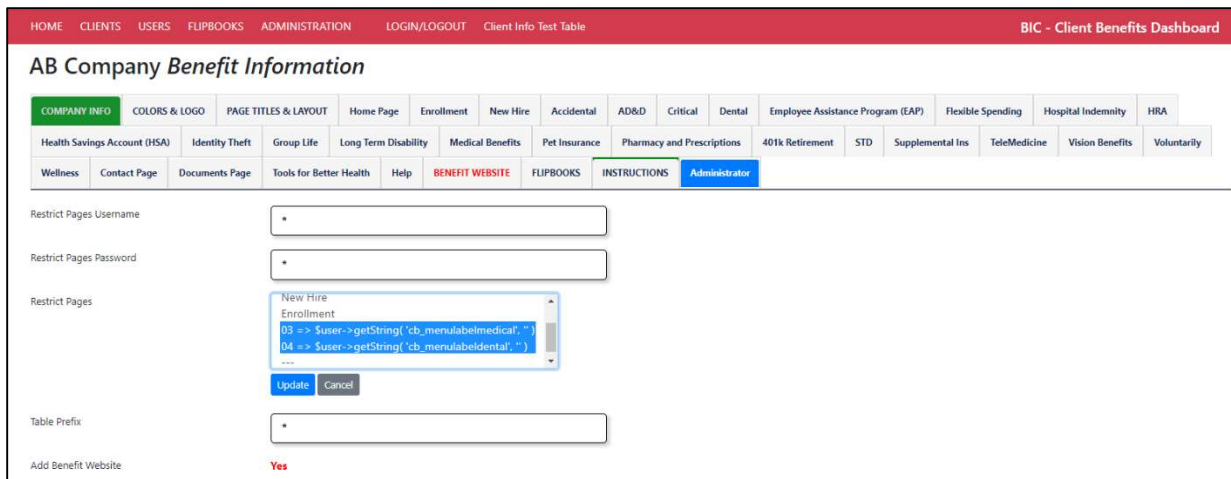 HOME CLIENTS USERS FLIPBOOKS ADMINISTRATION LOGIN/LOGOUT Client Info Test Table BIC - Client Benefits Dashboard
AB Company Benefit Information
COMPANY INFO COLORS & LOGO PAGE TITLES & LAYOUT Home Page Enrollment New Hire Accidental AD&D Critical Dental Employee Assistance Program (EAP) Flexible Spending Hospital Indemnity HRA
Health Savings Account (HSA) Identity Theft Group Life Long Term Disability Medical Benefits Pet Insurance Pharmacy and Prescriptions 401k Retirement STD Supplemental Ins TeleMedicine Vision Benefits Voluntarily
Wellness Contact Page Documents Page Tools for Better Health Help BENEFIT WEBSITE FLIPBOOKS INSTRUCTIONS Administrator
Restrict Pages Username *
Restrict Pages Password *
Restrict Pages
New Hire
Enrollment
03 => $user->getString( 'cb_menulabelmedical', '' )
04 => $user->getString( 'cb_menulabeldental', '' )
---
Update Cancel
Table Prefix *
Add Benefit Website Yes